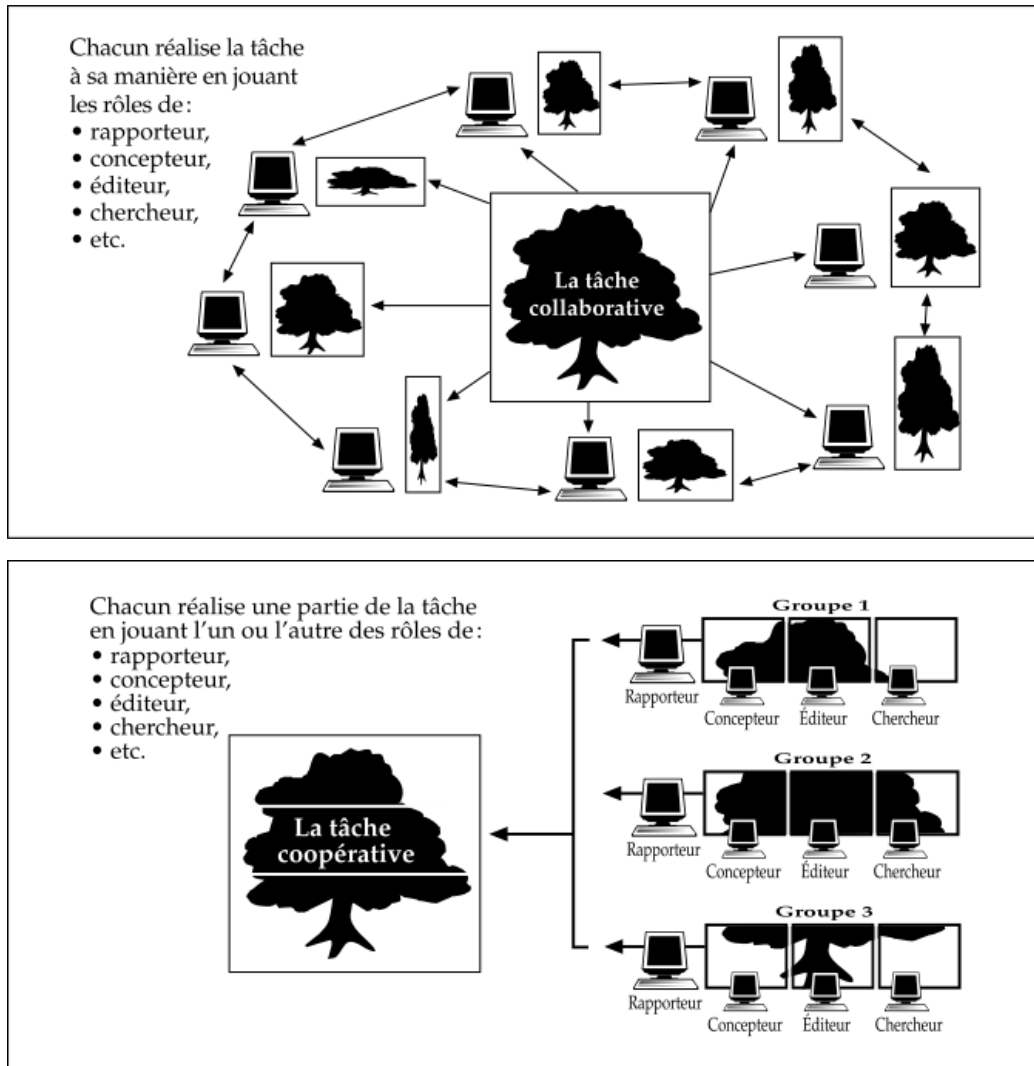 Chacun réalise la tâche
à sa manière en jouant
les rôles de :
• rapporteur,
• concepteur,
• éditeur,
• chercheur,
• etc.
La tâche
collaborative
Chacun réalise une partie de la tâche
en jouant l'un ou l'autre des rôles de :
• rapporteur,
• concepteur,
• éditeur,
• chercheur,
• etc.
La tâche
coopérative
Groupe 1
Rapporteur
Concepteur Éditeur Chercheur
Groupe 2
Rapporteur
Concepteur Éditeur Chercheur
Groupe 3
Rapporteur
Concepteur Éditeur Chercheur